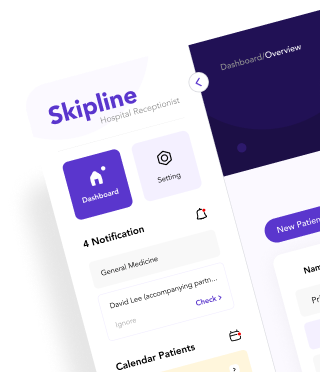 Skipline
Hospital Receptionist
Dashboard
Setting
4 Notification
General Medicine
David Lee (accompanying partn...
Ignore
Check >
Calendar Patients
Dashboard/Overview
New Patien
Nam
Pri